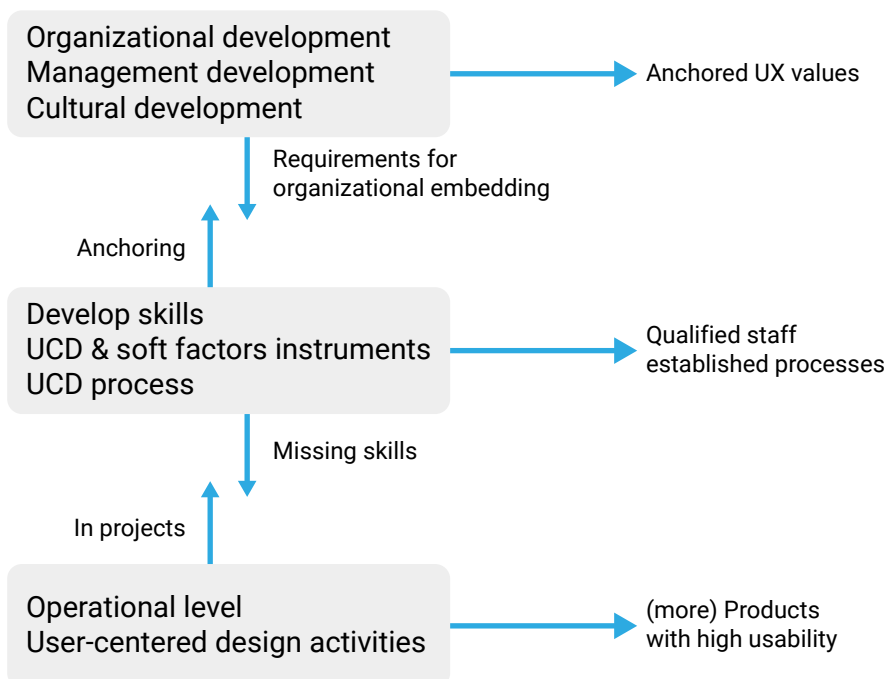 Organizational development
Management development
Cultural development
Anchored UX values
Requirements for
organizational embedding
Anchoring
Develop skills
UCD & soft factors instruments
UCD process
Qualified staff
established processes
Missing skills
In projects
Operational level
User-centered design activities
(more) Products
with high usability